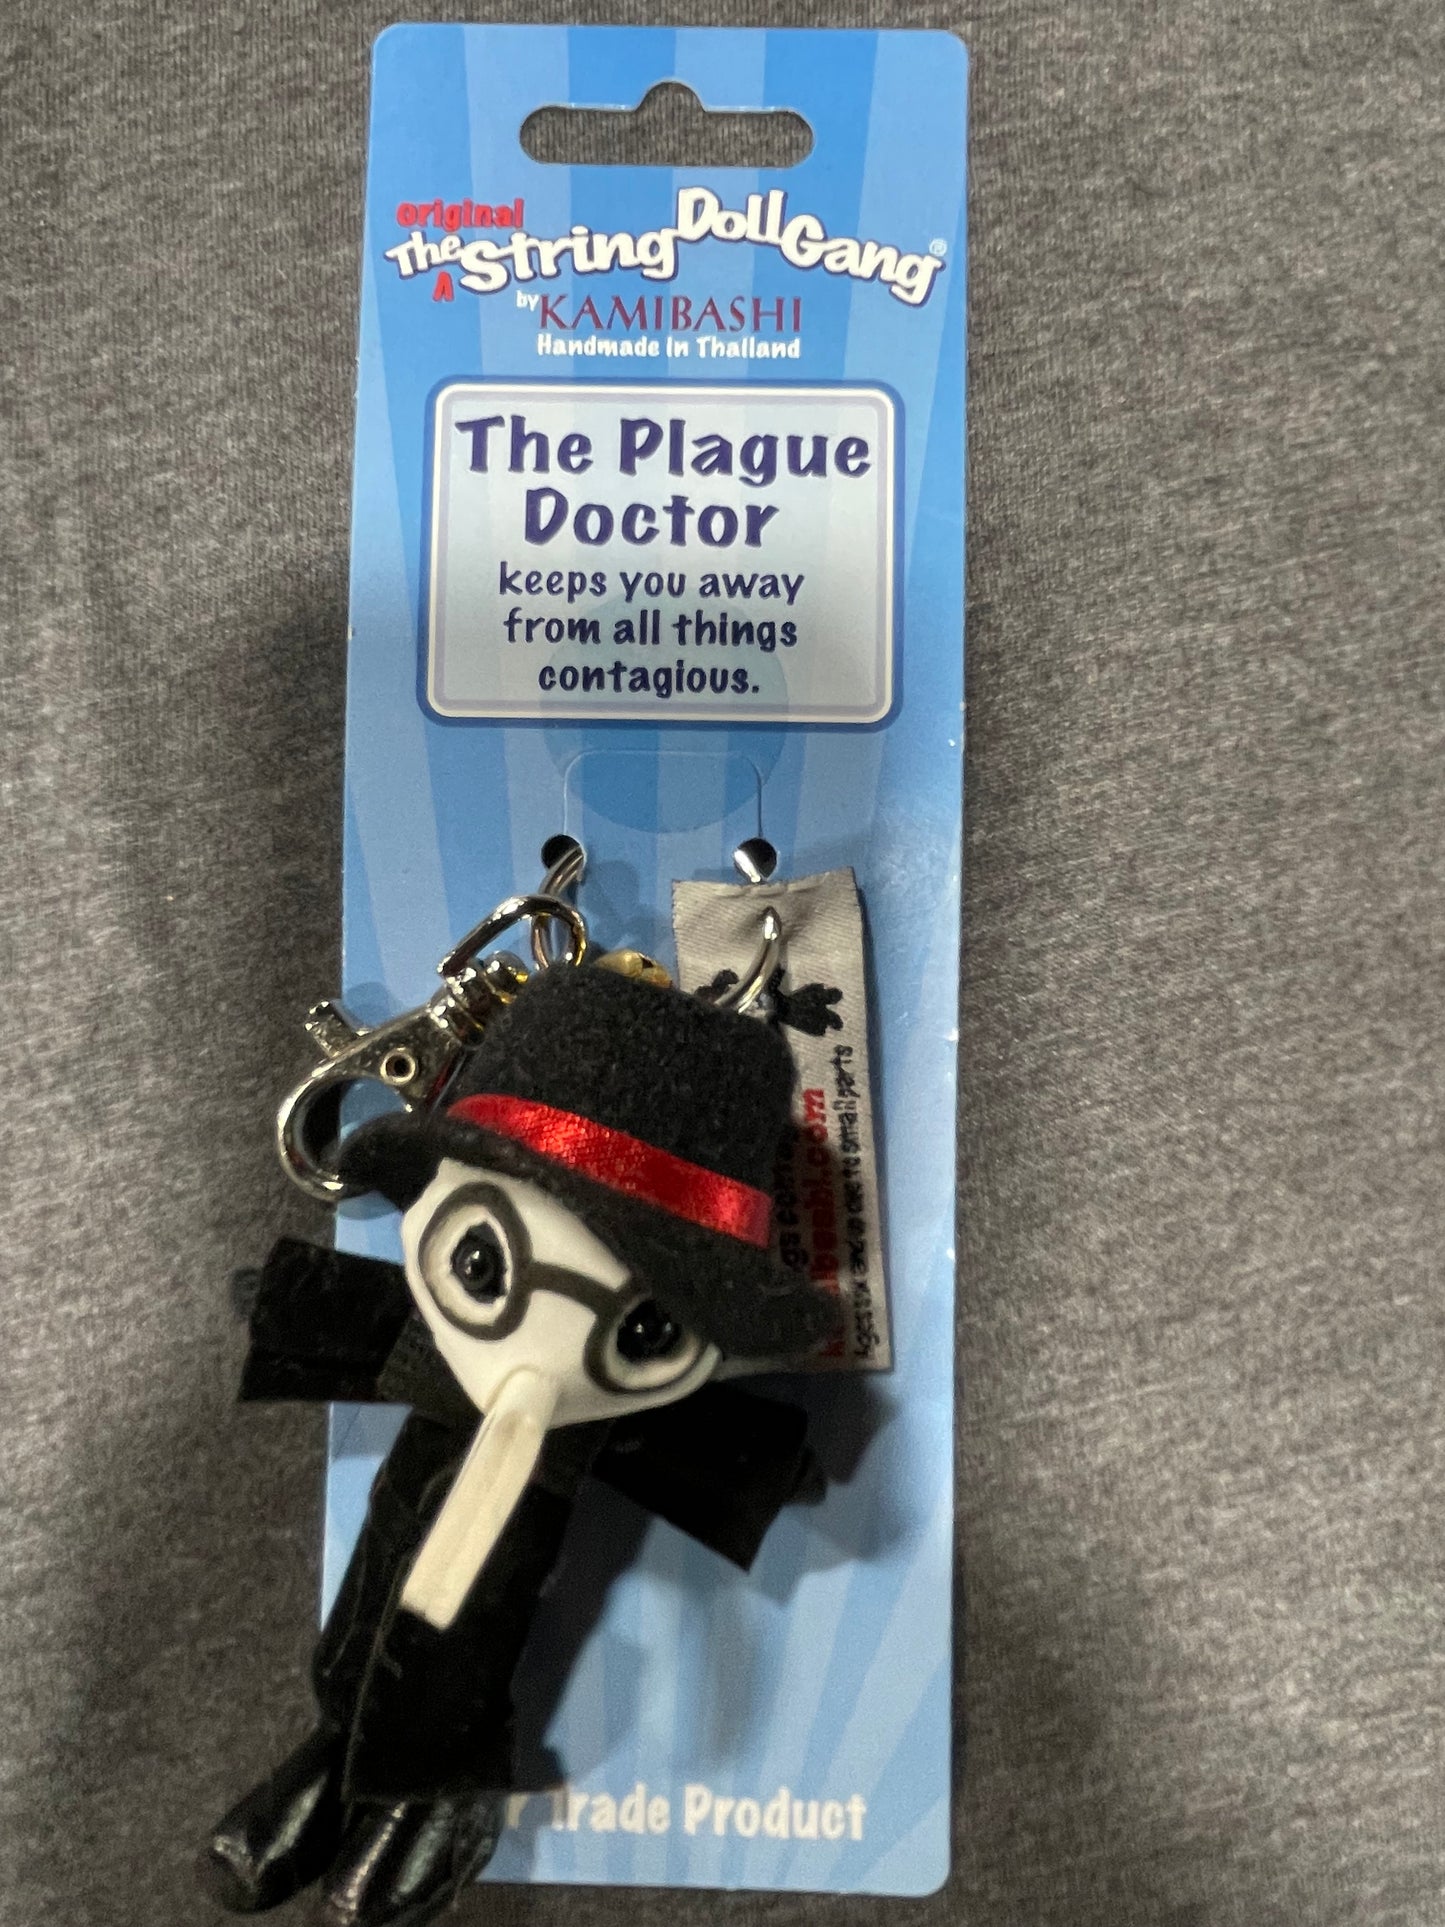 original
The String Doll Gang®
by KAMIBASHI
Handmade in Thailand
The Plague
Doctor
keeps you away
from all things
contagious.
Trade Product